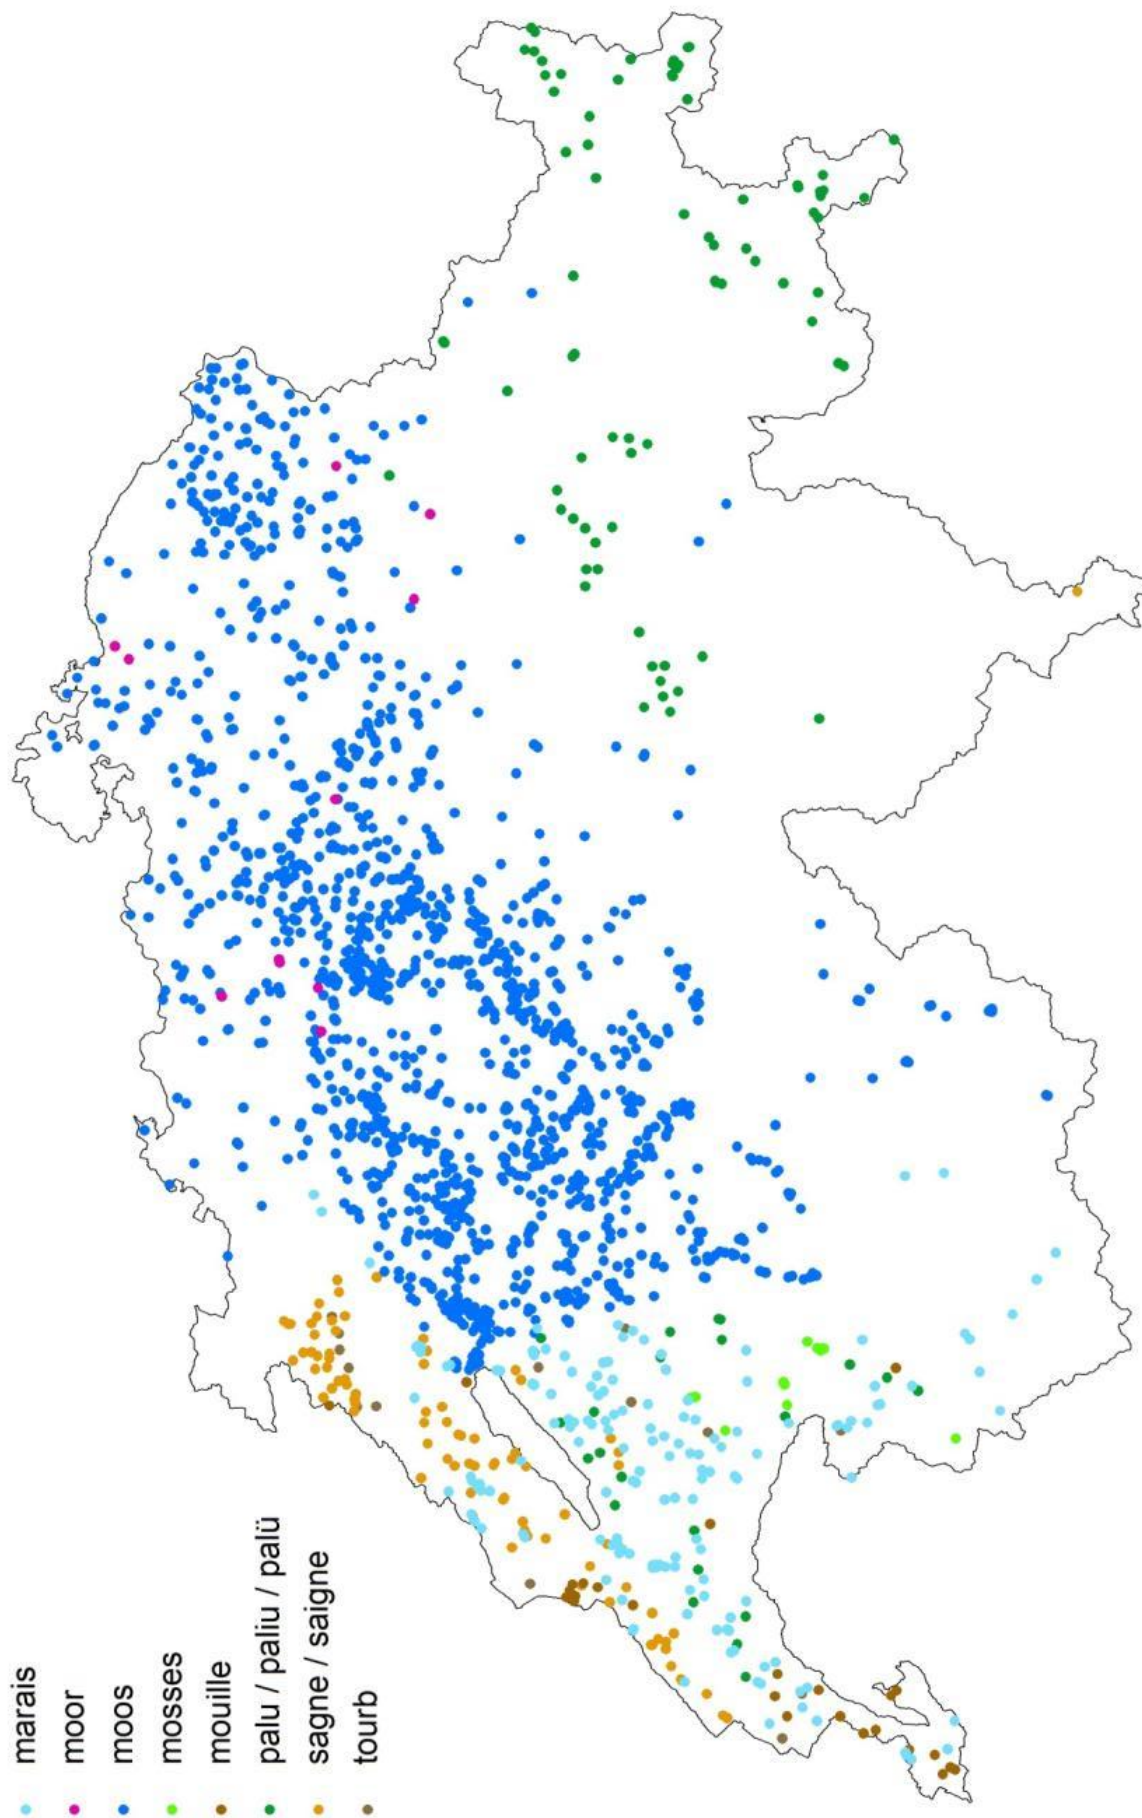 marais
moor
moos
mosses
mouille
palu / paliu / palü
sagne / saigne
tourb